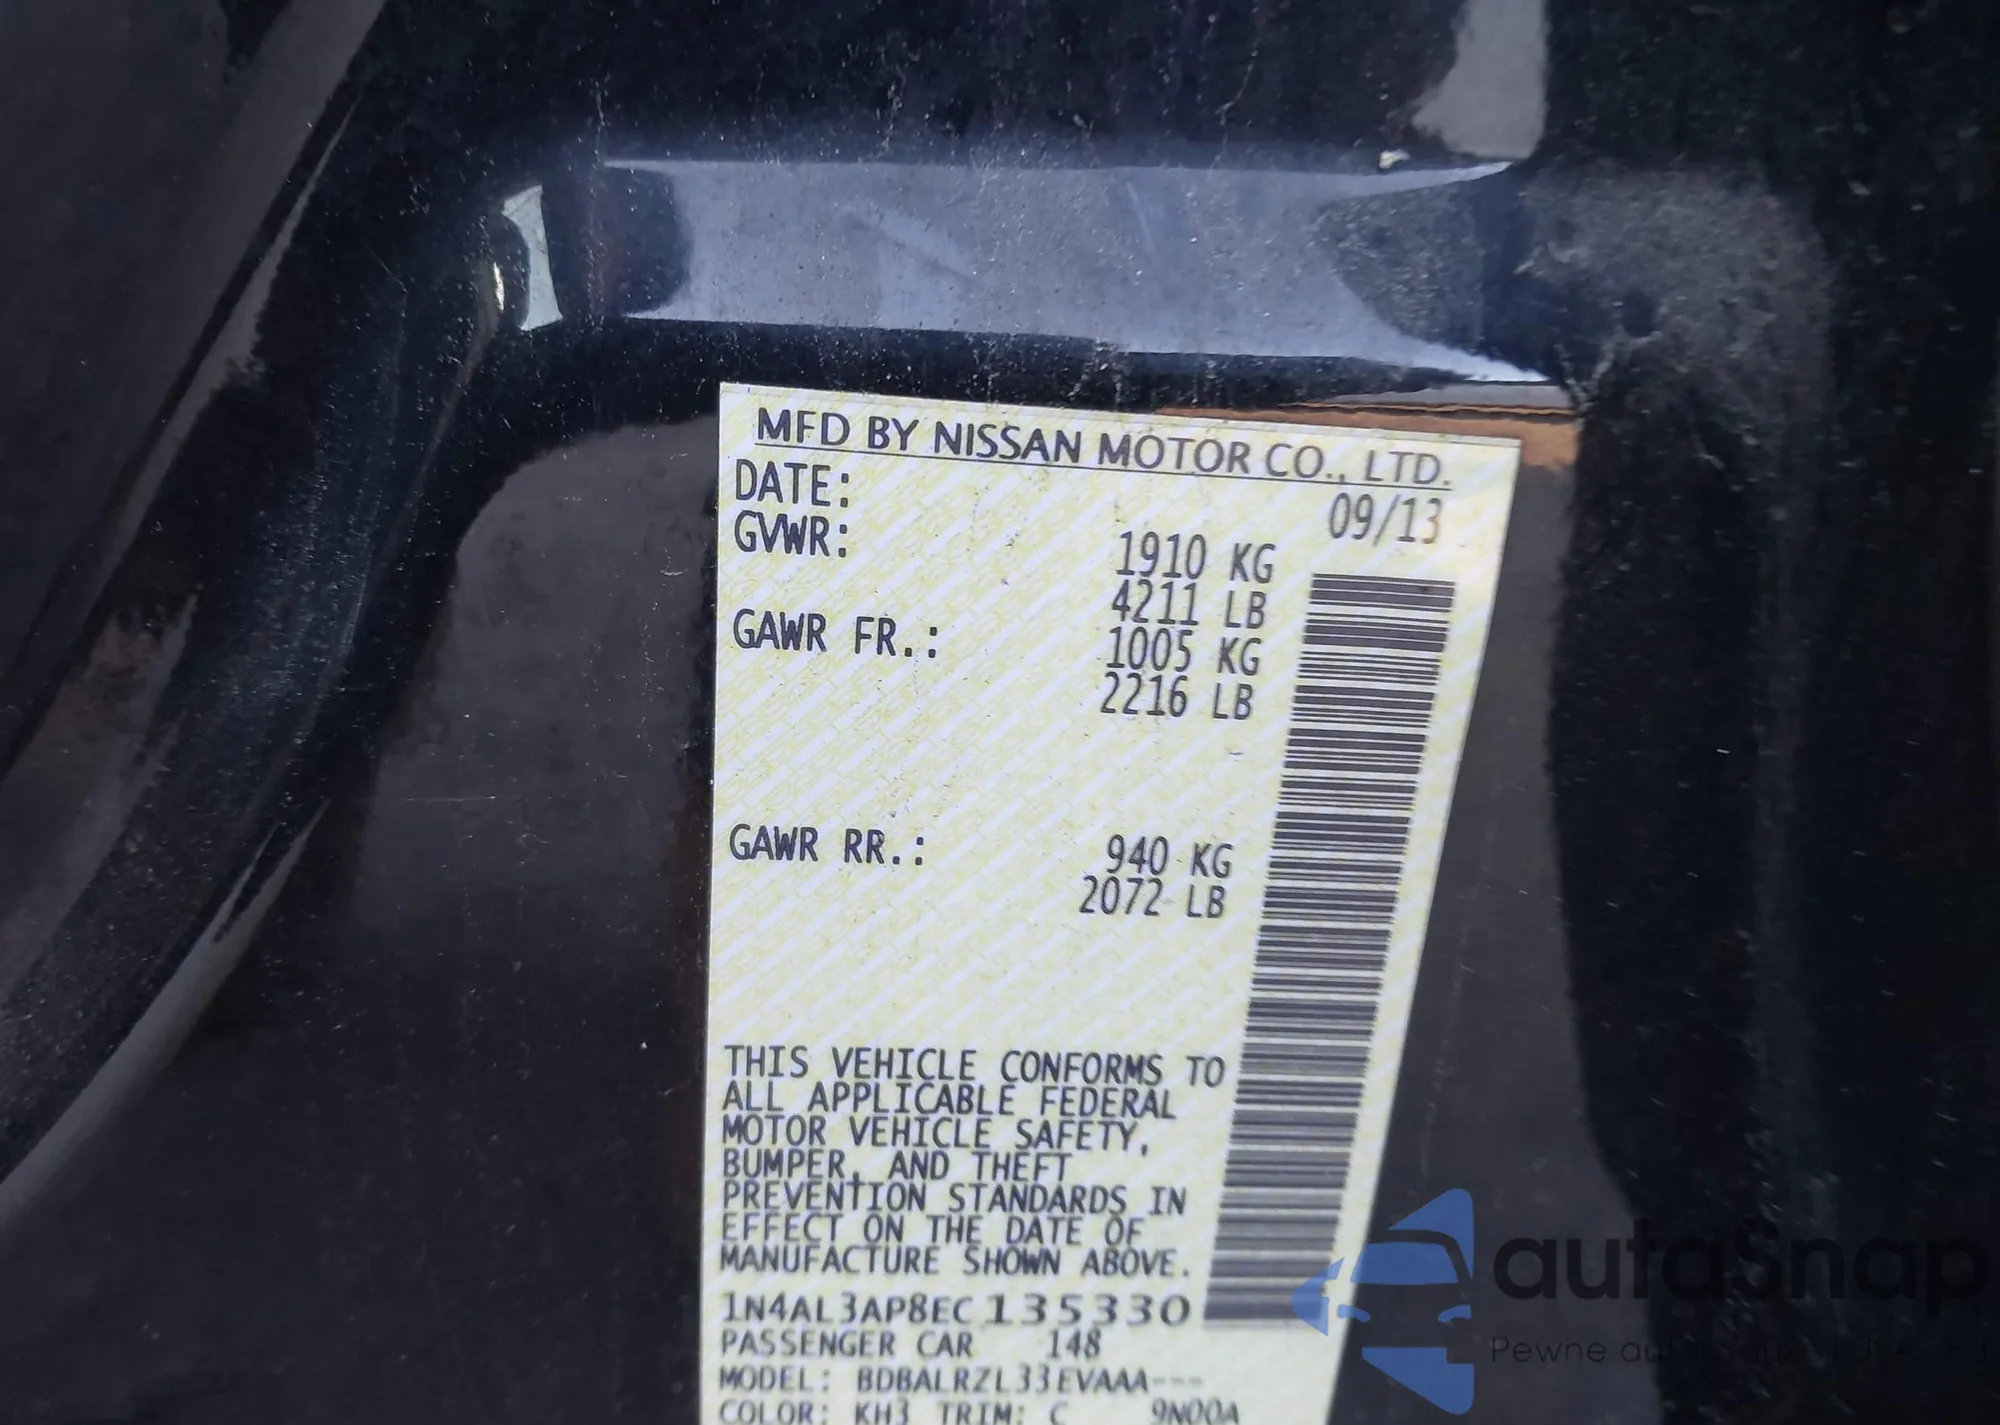 MFD BY NISSAN MOTOR CO., LTD.
DATE: 09/13
GVWR: 1910 KG
4211 LB
GAWR FR.: 1005 KG
2216 LB
GAWR RR.: 940 KG
2072 LB
THIS VEHICLE CONFORMS TO
ALL APPLICABLE FEDERAL
MOTOR VEHICLE SAFETY,
BUMPER, AND THEFT
PREVENTION STANDARDS IN
EFFECT ON THE DATE OF
MANUFACTURE SHOWN ABOVE.
1N4AL3AP8EC135330
PASSENGER CAR 148
MODEL: BDBALRZL33EVAAA---
COLOR: KH3 TRIM: C 9N00A
autaSnap
Pewne